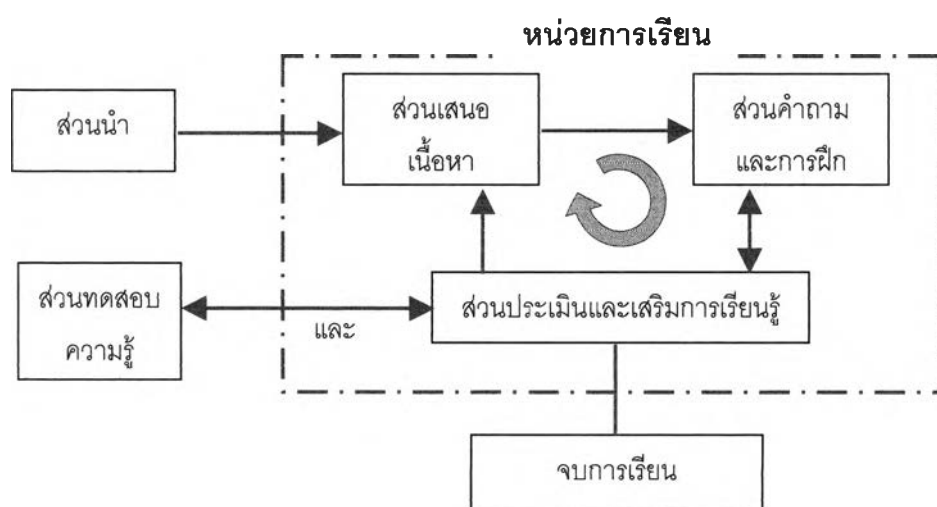 หน่วยการเรียน
ส่วนนำ
ส่วนเสนอ
เนื้อหา
ส่วนคำถาม
และการฝึก
ส่วนทดสอบ
ความรู้
และ
ส่วนประเมินและเสริมการเรียนรู้
จบการเรียน